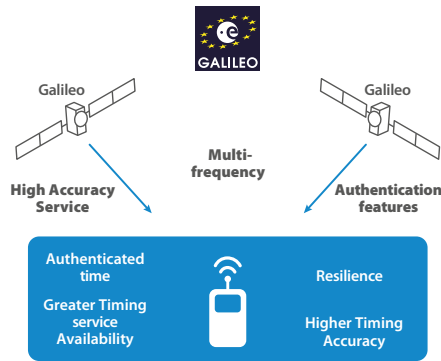 GALILEO
Galileo
Galileo
Multi-
frequency
High Accuracy
Service
Authentication
features
Authenticated
time
Resilience
Greater Timing
service
Availability
Higher Timing
Accuracy